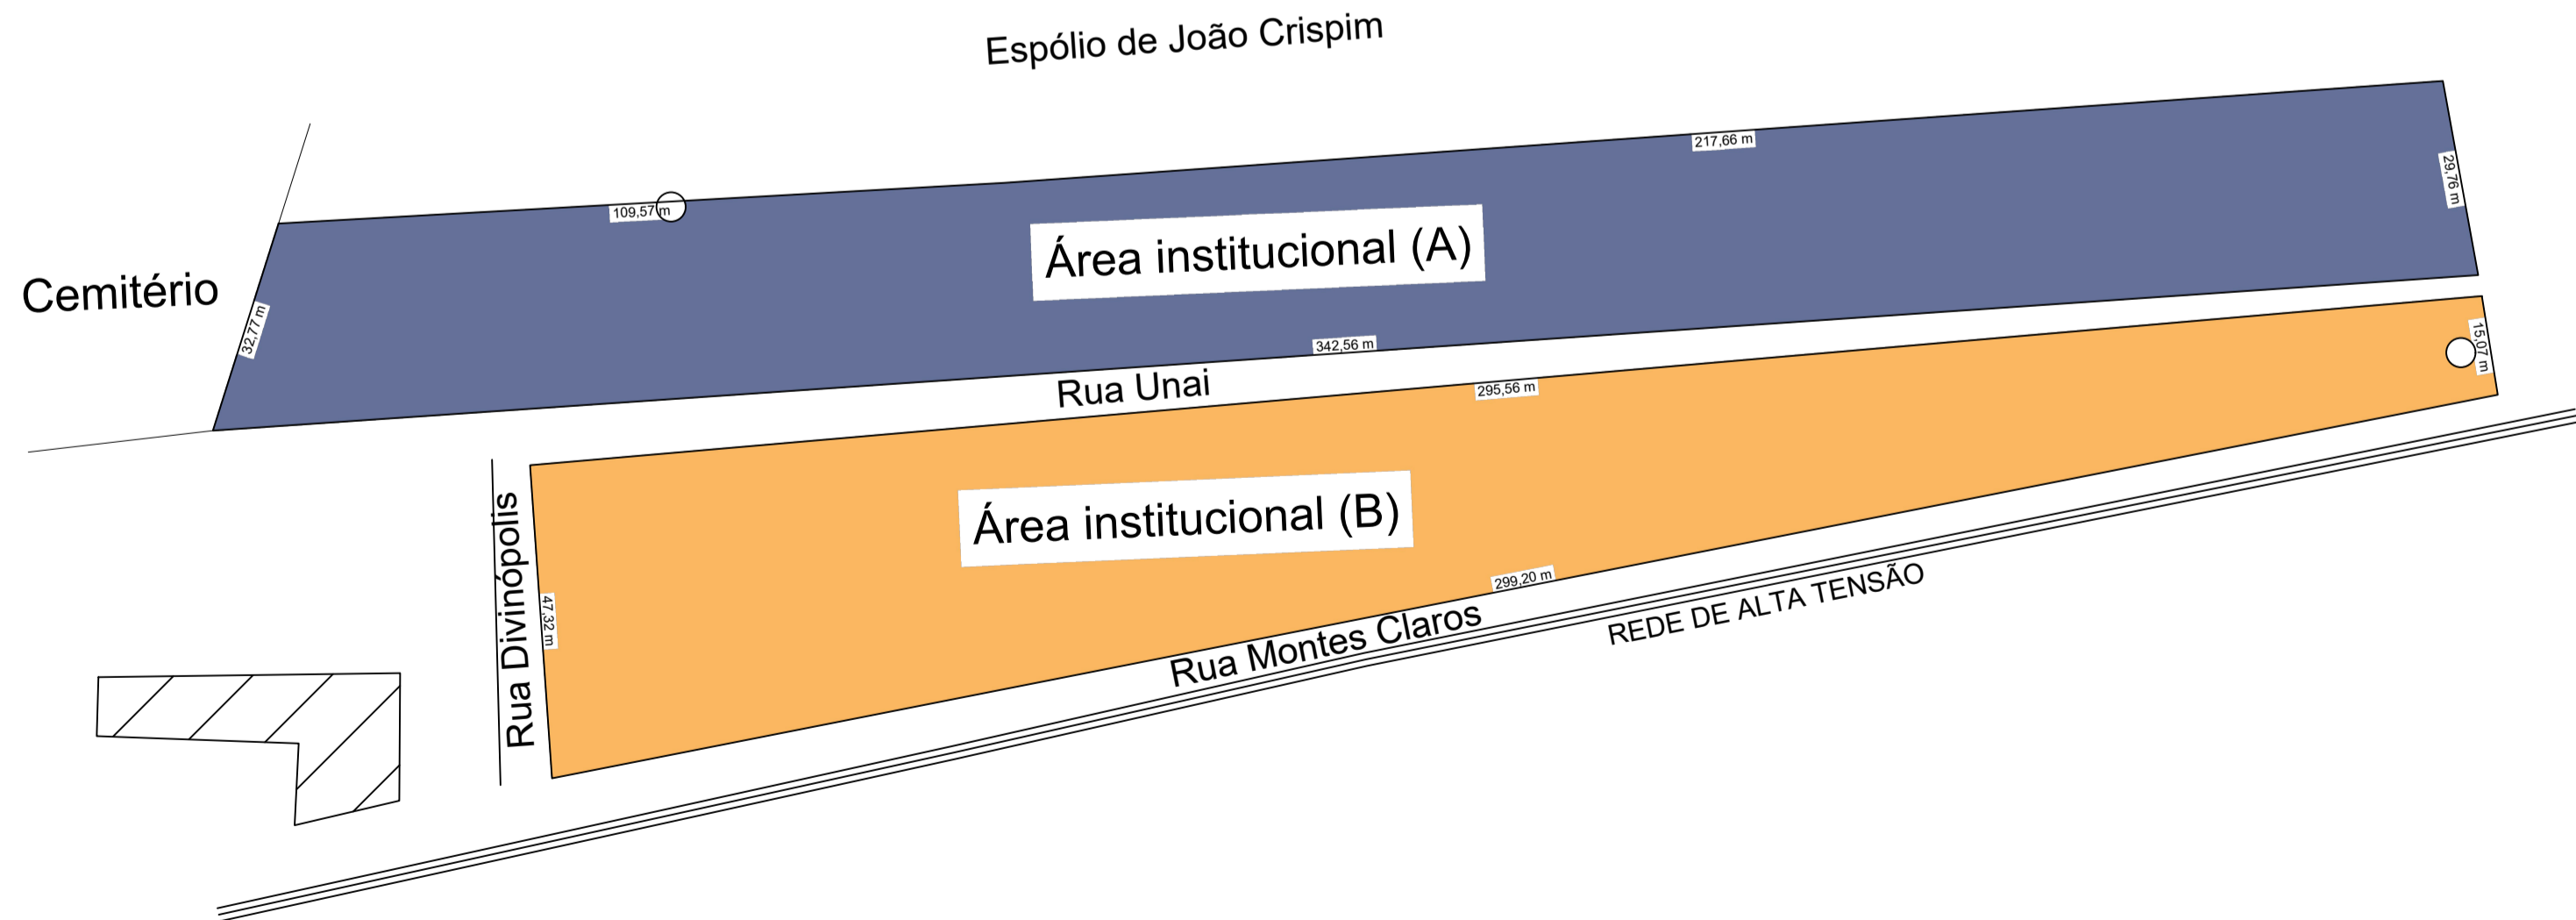 Espólio de João Crispim
217,66 m
29,76 m
109,57 m
Área institucional (A)
Cemitério
32,77 m
342,56 m
Rua Unai
295,56 m
15,07 m
Área institucional (B)
Rua Divinópolis
47,32 m
299,20 m
Rua Montes Claros
REDE DE ALTA TENSÃO